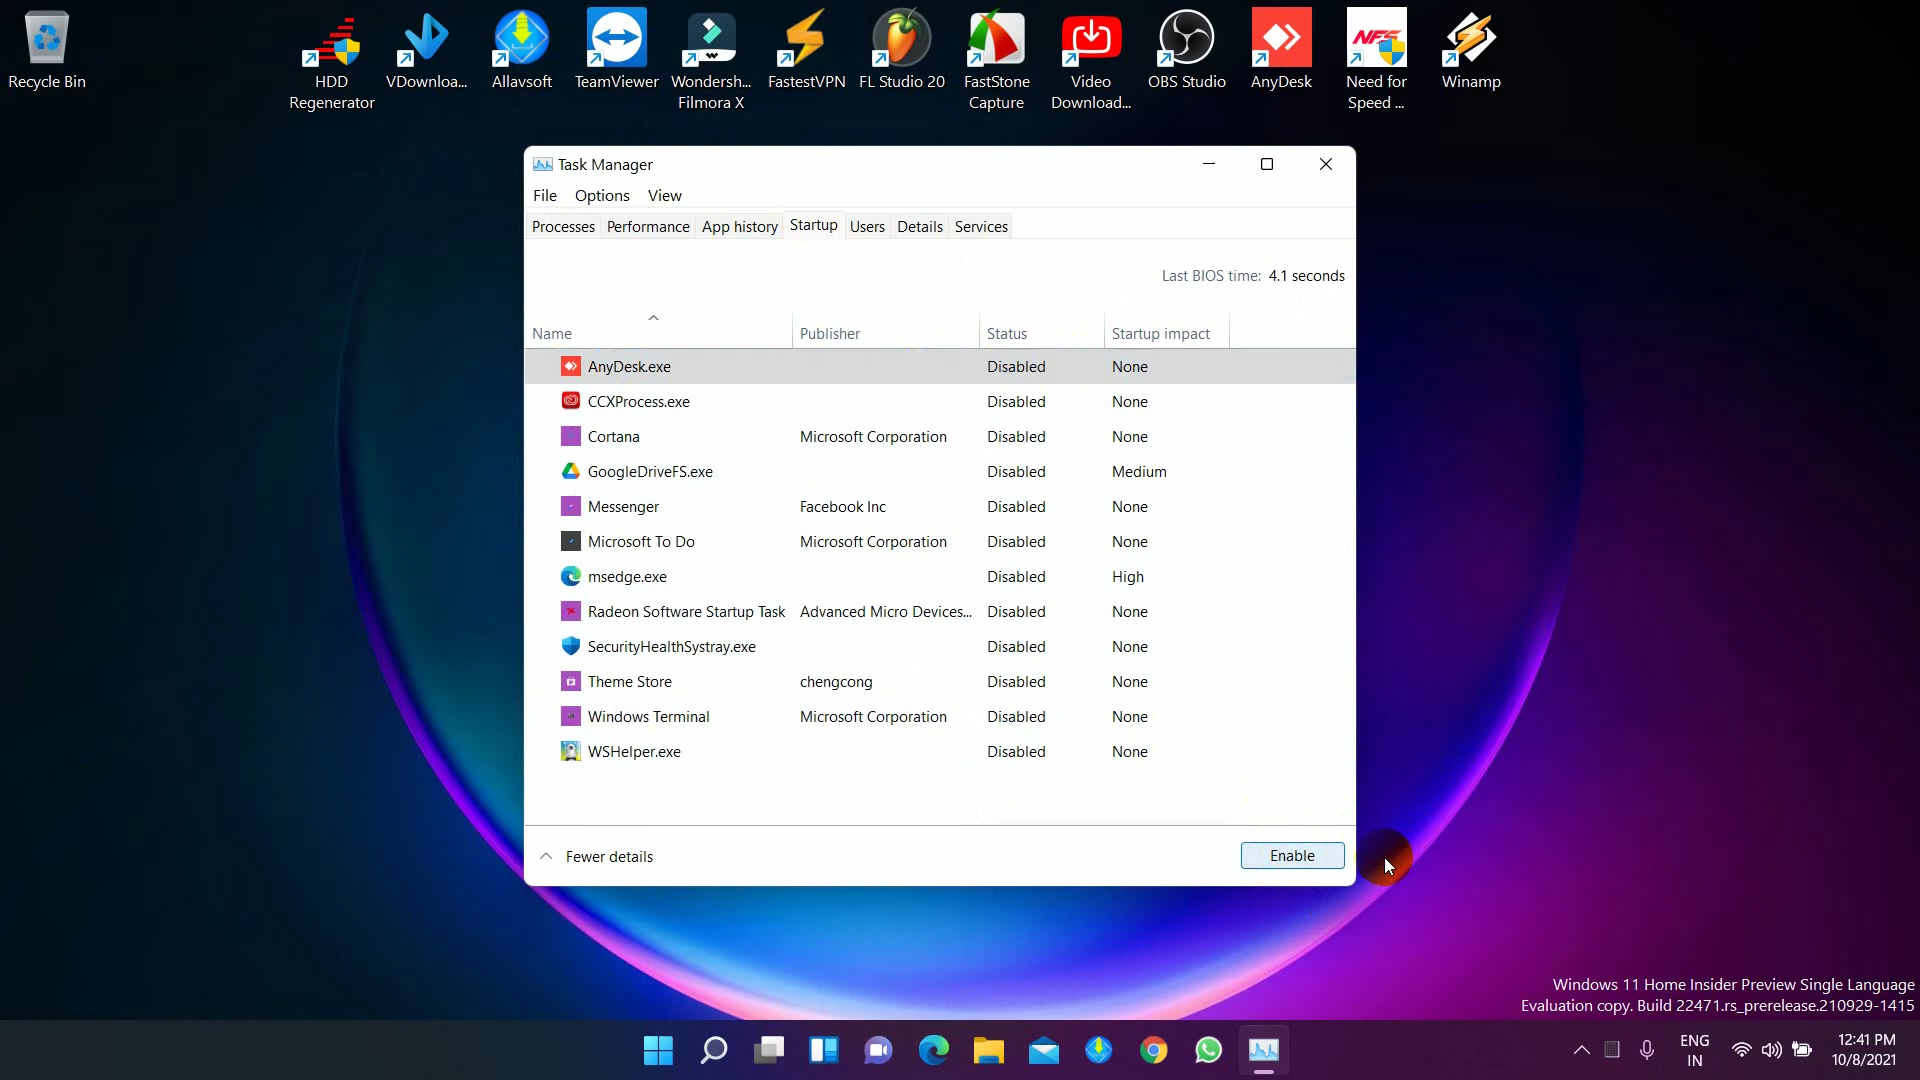 Recycle Bin
HDD
Regenerator
VDownloa...
Allavsoft
TeamViewer
Wondersh...
Filmora X
FastestVPN
FL Studio 20
FastStone
Capture
Video
Download...
OBS Studio
AnyDesk
NFS
Need for
Speed ...
Winamp
Task Manager
File Options View
Processes Performance App history Startup Users Details Services
Last BIOS time: 4.1 seconds
Name Publisher Status Startup impact
AnyDesk.exe Disabled None
CCXProcess.exe Disabled None
Cortana Microsoft Corporation Disabled None
GoogleDriveFS.exe Disabled Medium
Messenger Facebook Inc Disabled None
Microsoft To Do Microsoft Corporation Disabled None
msedge.exe Disabled High
Radeon Software Startup Task Advanced Micro Devices... Disabled None
SecurityHealthSystray.exe Disabled None
Theme Store chengcong Disabled None
Windows Terminal Microsoft Corporation Disabled None
WSHelper.exe Disabled None
Fewer details Enable
Windows 11 Home Insider Preview Single Language
Evaluation copy. Build 22471.rs_prerelease.210929-1415
ENG
IN
12:41 PM
10/8/2021